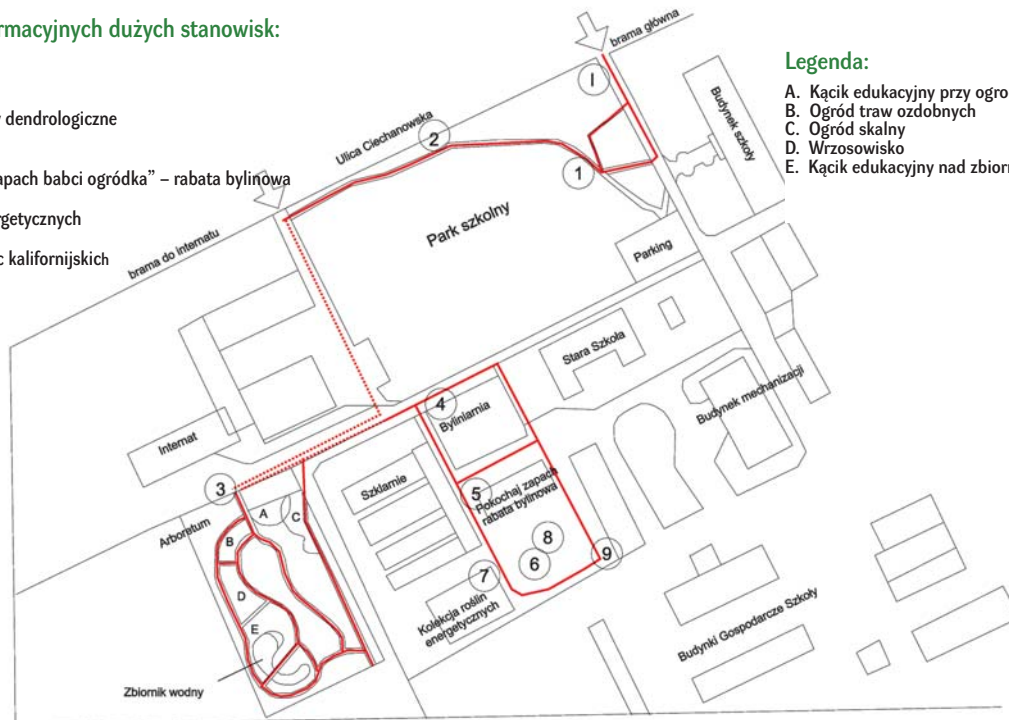 rmacyjnych dużych stanowisk:
dendrologiczne
apach babci ogródka” – rabata bylinowa
rgetycznych
c kalifornijskich
Legenda:
A. Kącik edukacyjny przy ogro
B. Ogród traw ozdobnych
C. Ogród skalny
D. Wrzosowisko
E. Kącik edukacyjny nad zbior
brama główna
I
Ulica Ciechanowska
2
1
Budynek szkoły
Park szkolny
brama do internatu
Parking
Stara Szkoła
Budynek mechanizacji
4
Byliniarnia
Internat
3
Szklarnie
5
Pokochaj zapach
rabata bylinowa
A
C
Arboretum
B
8
6
9
7
D
Kolekcja roślin
energetycznych
E
Budynki Gospodarcze Szkoły
Zbiornik wodny